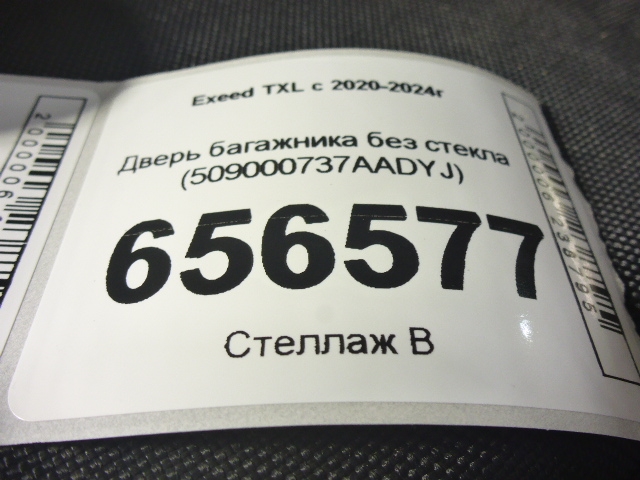 Exeed TXL с 2020-2024г
Дверь багажника без стекла
(509000737AADYJ)
656577
Стеллаж В